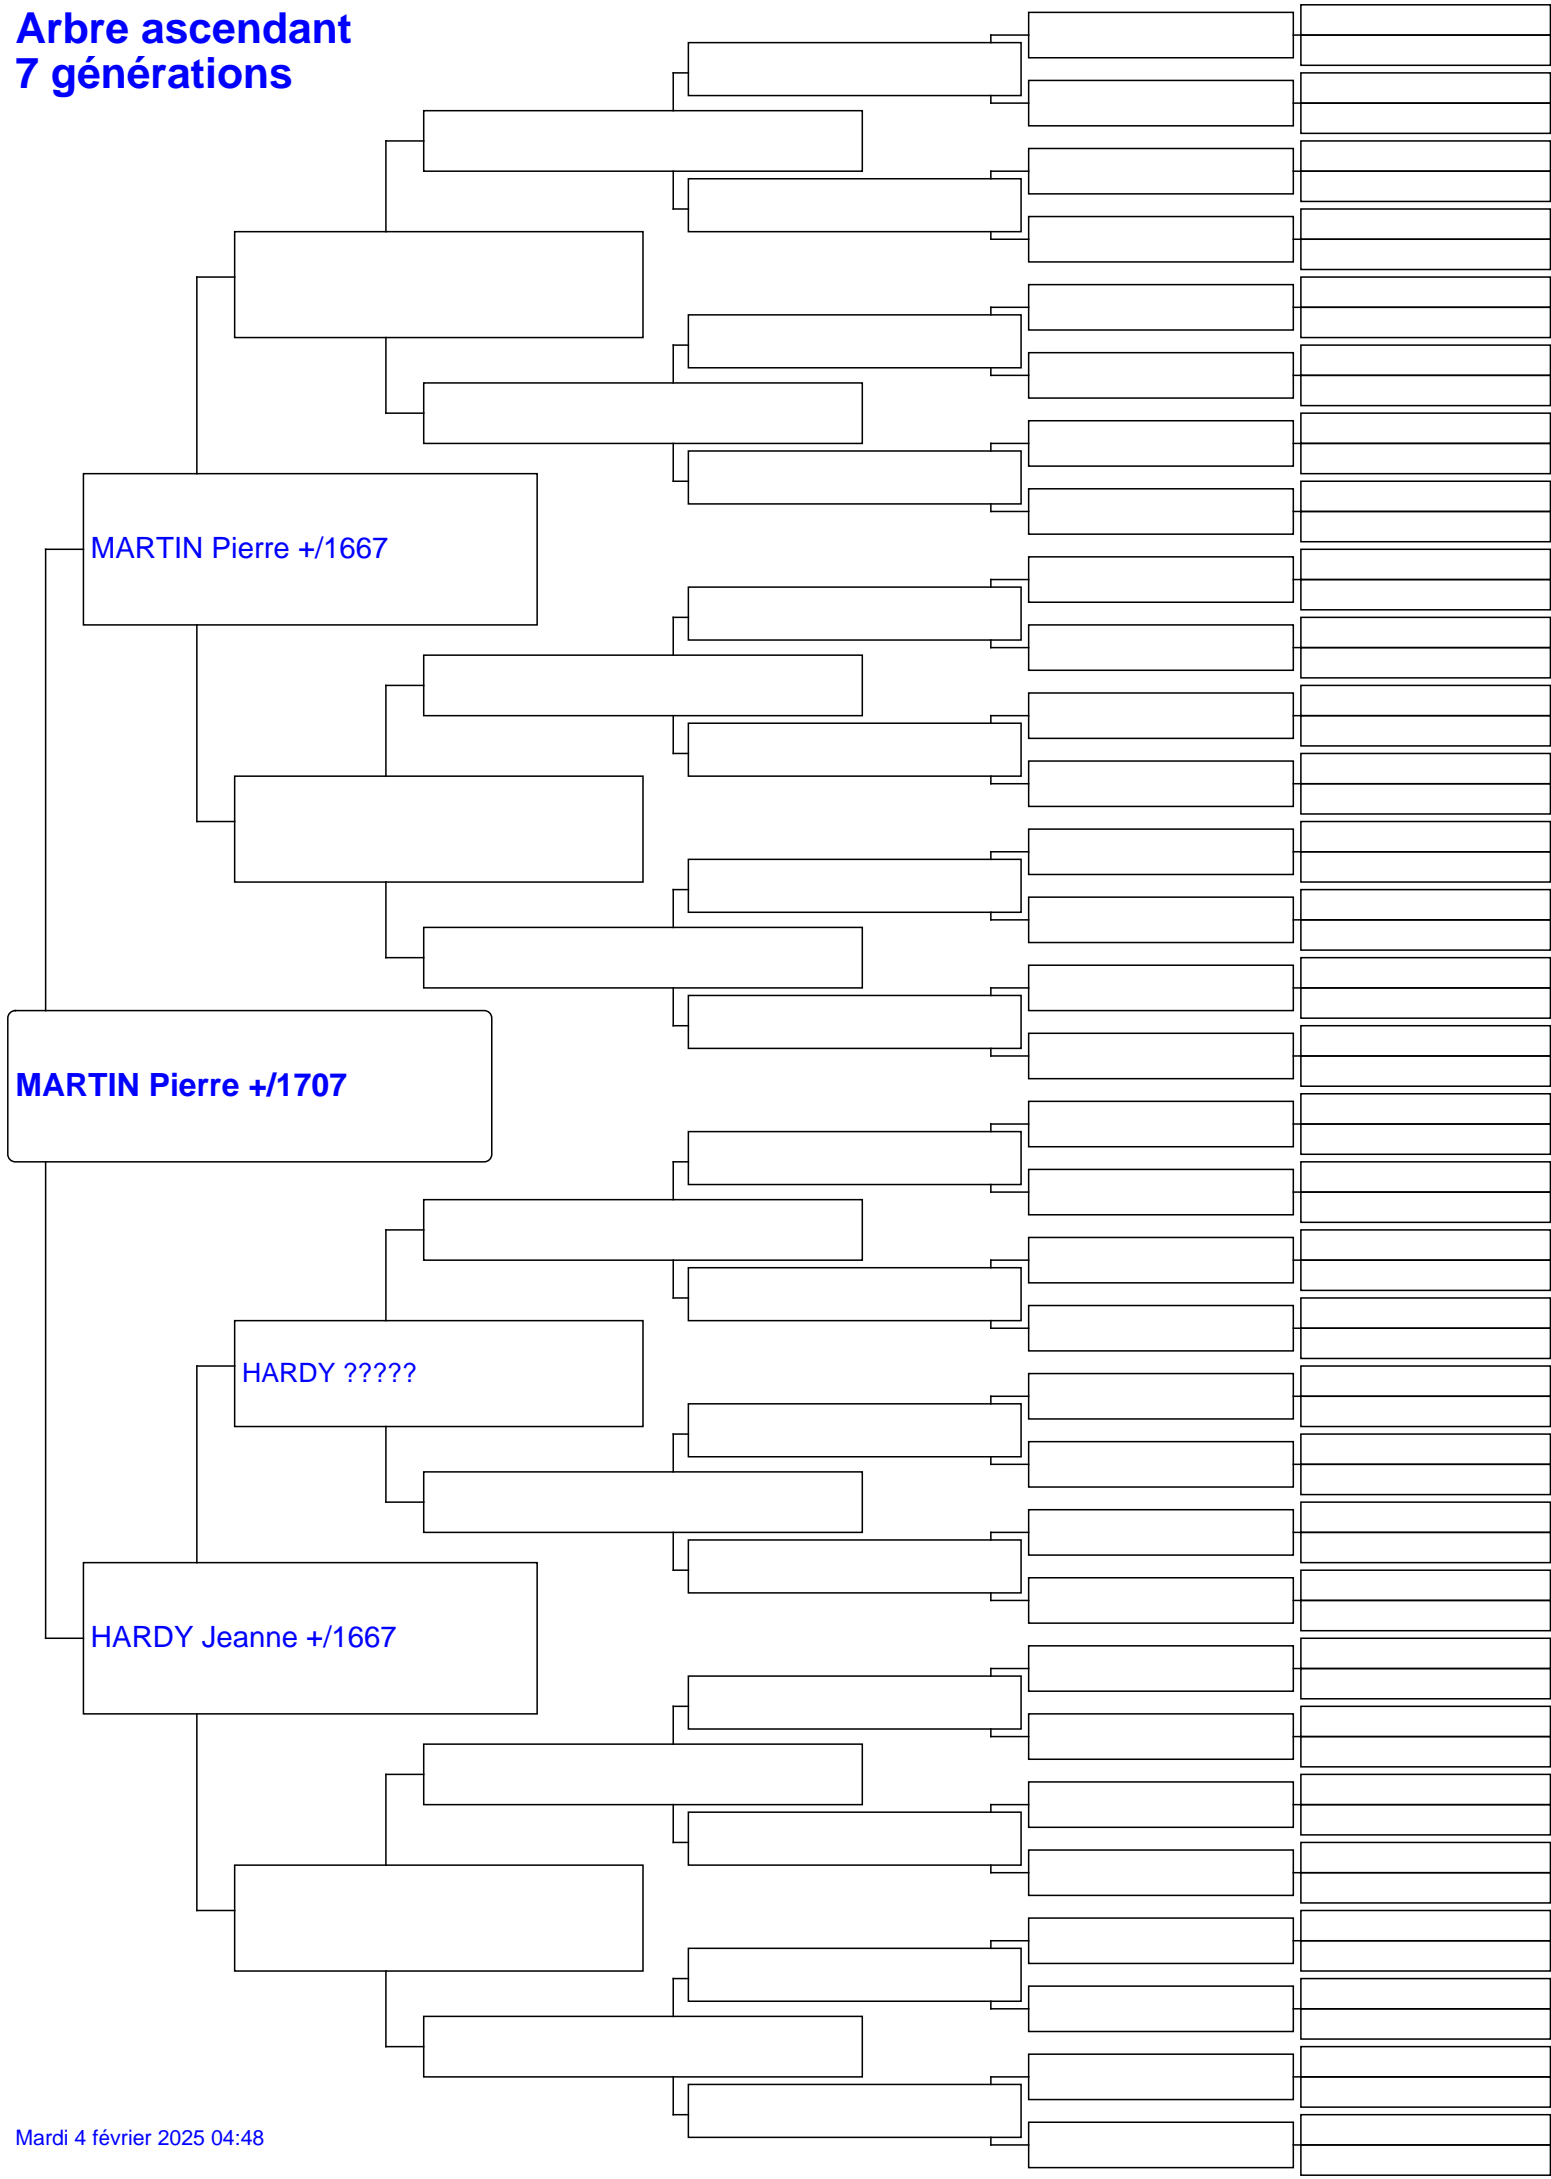 Arbre ascendant
7 générations
MARTIN Pierre +/1667
MARTIN Pierre +/1707
HARDY ?????
HARDY Jeanne +/1667
Mardi 4 février 2025 04:48